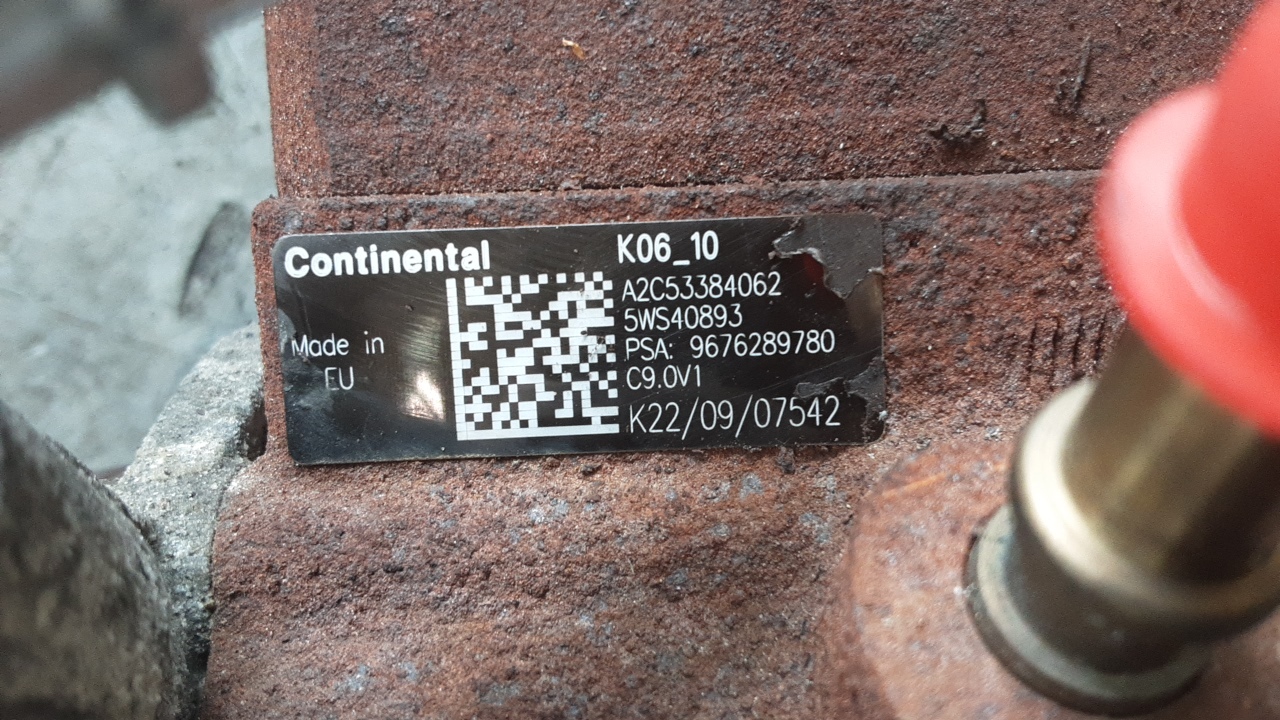 Continental K06_10
A2C53384062
5WS40893
Made in PSA: 9676289780
EU C9.0V1
K22/09/07542